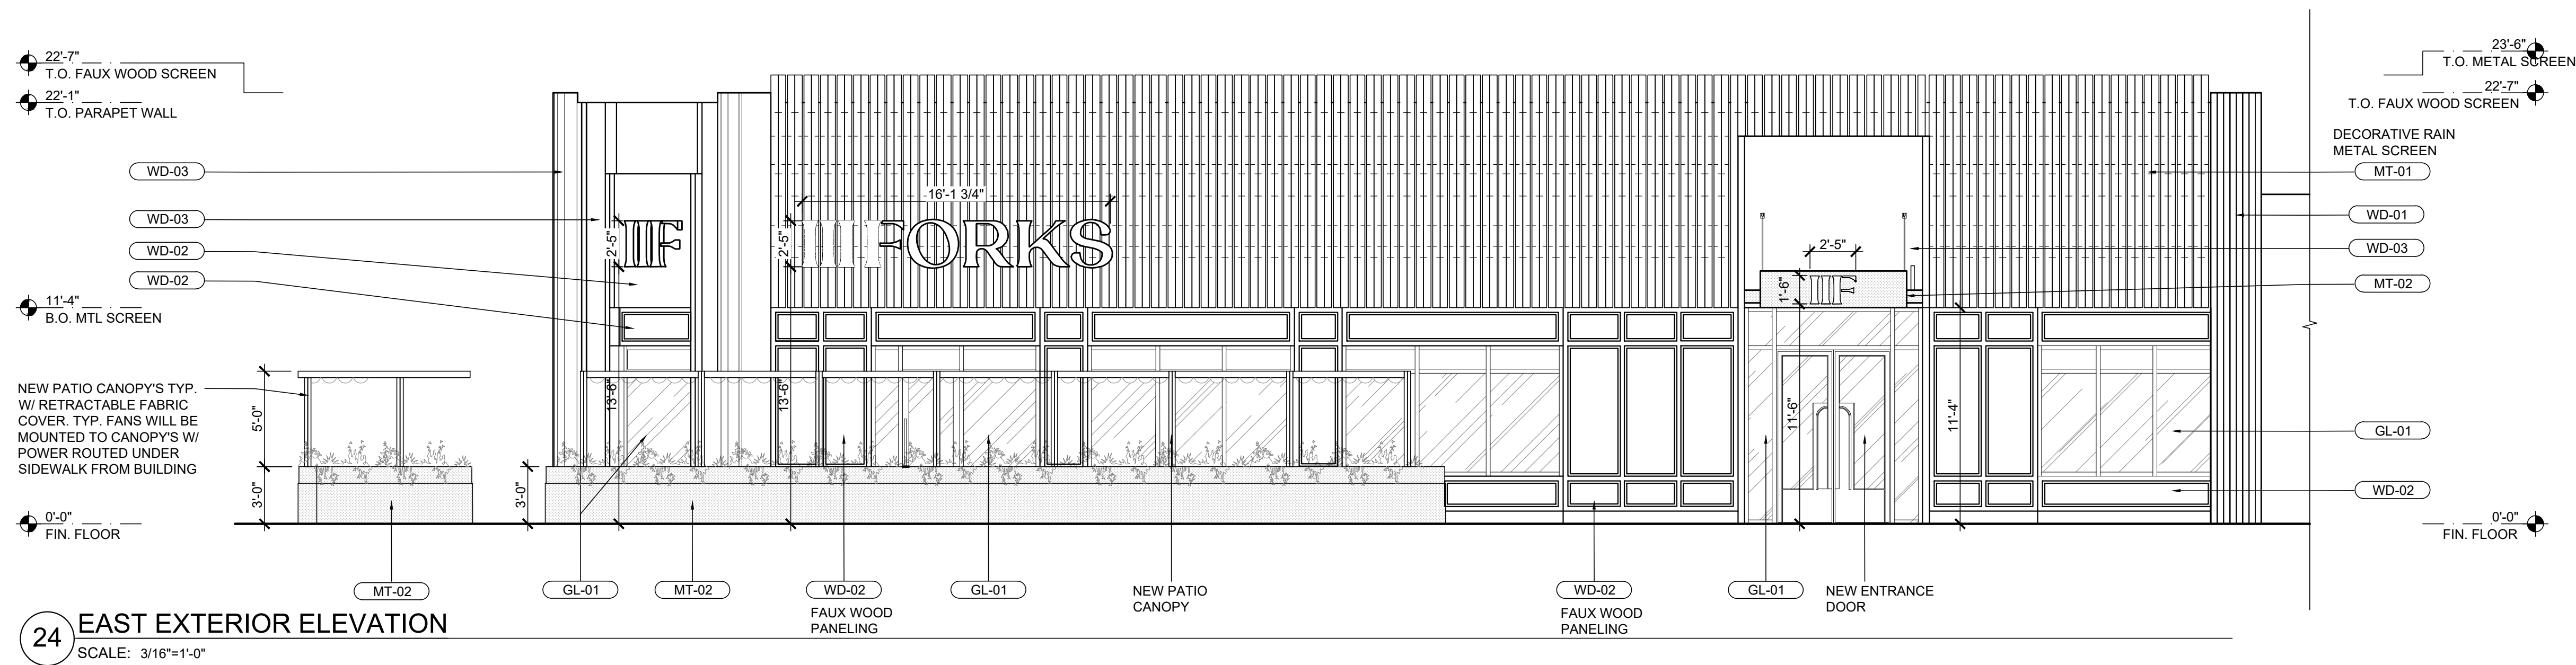 22'-7"
T.O. FAUX WOOD SCREEN
22'-1"
T.O. PARAPET WALL
WD-03
WD-03
WD-02
WD-02
11'-4"
B.O. MTL SCREEN
NEW PATIO CANOPY'S TYP.
W/ RETRACTABLE FABRIC
COVER. TYP. FANS WILL BE
MOUNTED TO CANOPY'S W/
POWER ROUTED UNDER
SIDEWALK FROM BUILDING
0'-0"
FIN. FLOOR
5'-0"
3'-0"
3'-0"
2'-5"
IIIF
13'-6"
16'-1 3/4"
2'-5"
III FORKS
13'-6"
2'-5"
1'-6"
IIIF
11'-6"
11'-4"
23'-6"
T.O. METAL SCREEN
22'-7"
T.O. FAUX WOOD SCREEN
DECORATIVE RAIN
METAL SCREEN
MT-01
WD-01
WD-03
MT-02
GL-01
WD-02
0'-0"
FIN. FLOOR
MT-02
GL-01
MT-02
WD-02
FAUX WOOD
PANELING
GL-01
NEW PATIO
CANOPY
WD-02
FAUX WOOD
PANELING
GL-01
NEW ENTRANCE
DOOR
24
EAST EXTERIOR ELEVATION
SCALE: 3/16"=1'-0"